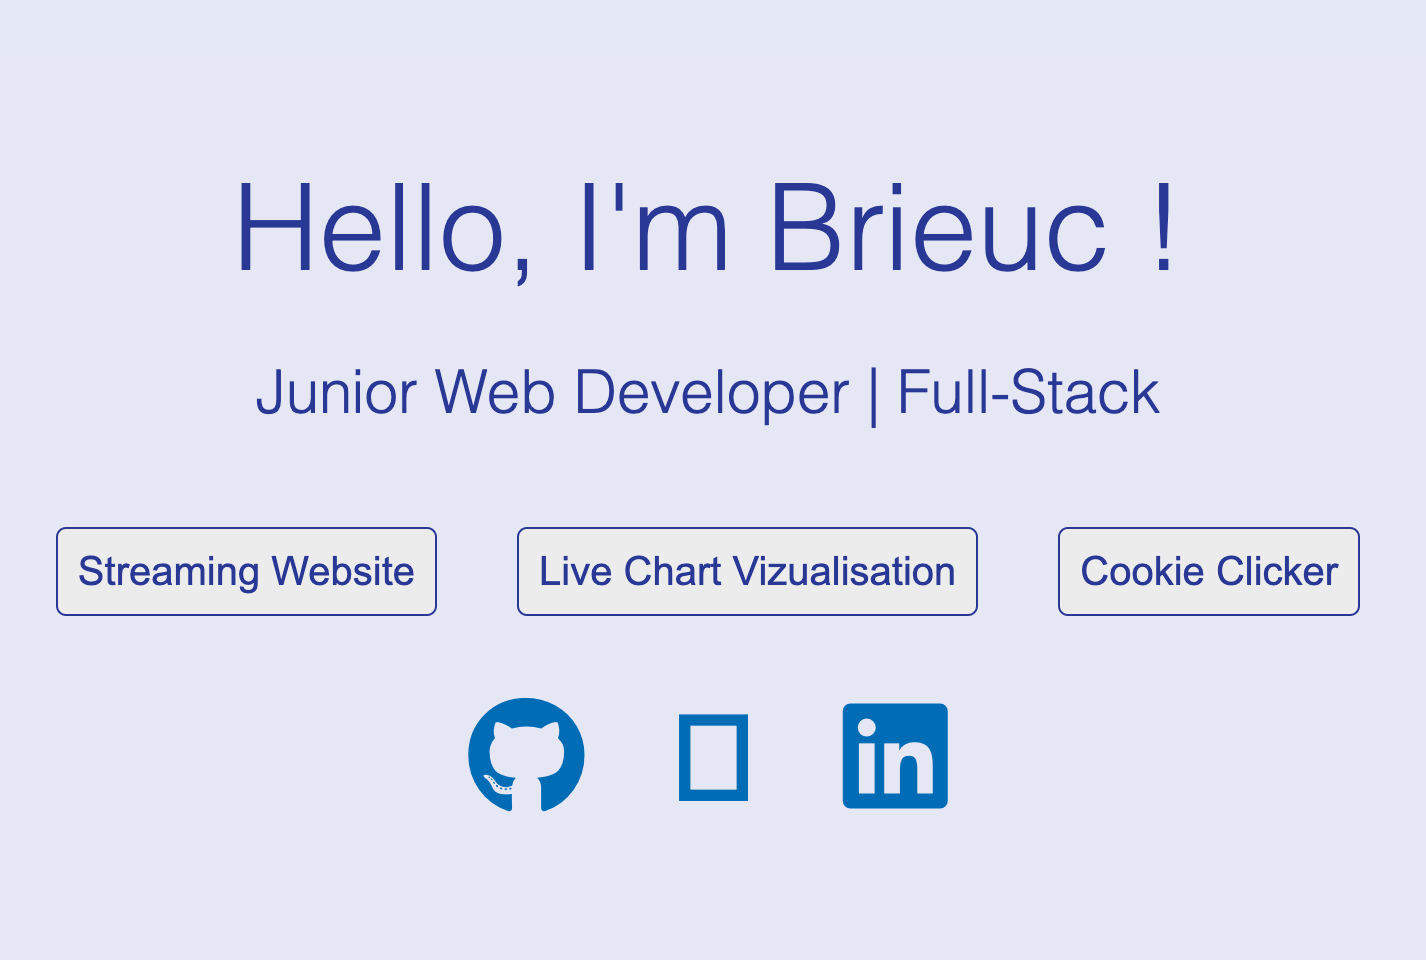 Hello, I'm Brieuc !
Junior Web Developer | Full-Stack
Streaming Website
Live Chart Vizualisation
Cookie Clicker
in